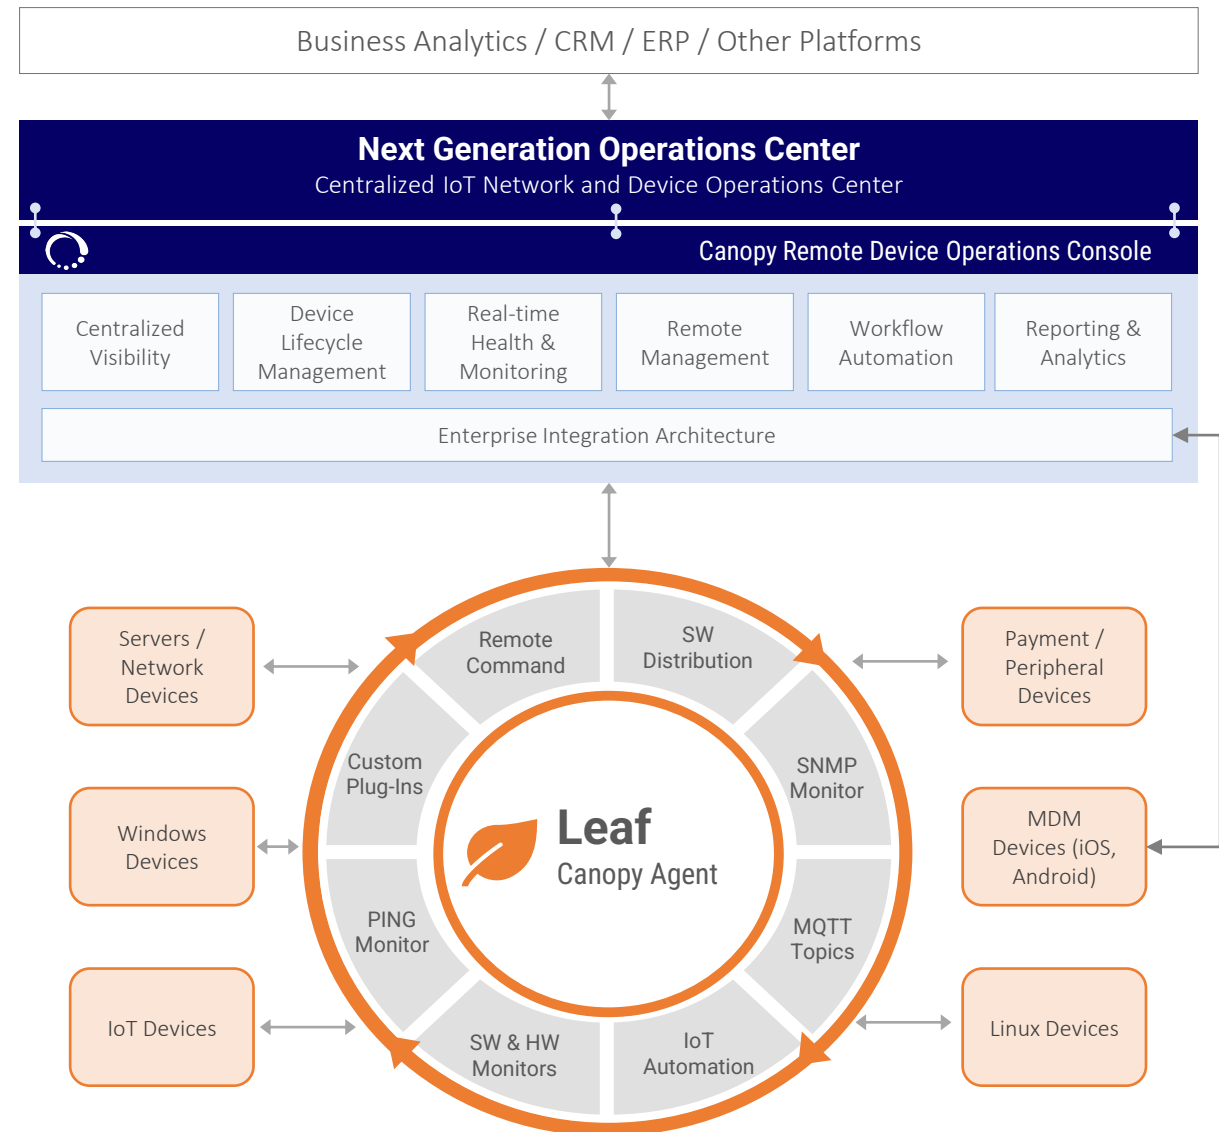 Business Analytics / CRM / ERP / Other Platforms
Next Generation Operations Center
Centralized IoT Network and Device Operations Center
Canopy Remote Device Operations Console
Centralized
Visibility
Device
Lifecycle
Management
Real-time
Health &
Monitoring
Remote
Management
Workflow
Automation
Reporting &
Analytics
Enterprise Integration Architecture
Servers /
Network
Devices
Windows
Devices
IoT Devices
Remote
Command
SW
Distribution
SNMP
Monitor
MQTT
Topics
IoT
Automation
SW & HW
Monitors
PING
Monitor
Custom
Plug-Ins
Leaf
Canopy Agent
Payment /
Peripheral
Devices
MDM
Devices (iOS,
Android)
Linux Devices